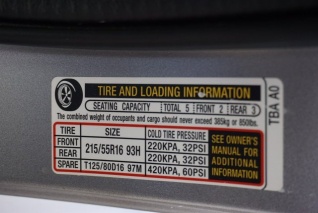 TIRE AND LOADING INFORMATION
SEATING CAPACITY TOTAL 5 FRONT 2 REAR 3
The combined weight of occupants and cargo should never exceed 385kg or 850lbs.
TIRE SIZE COLD TIRE PRESSURE
FRONT 215/55R16 93H 220KPA, 32PSI
REAR 220KPA, 32PSI
SPARE T125/80D16 97M 420KPA, 60PSI
SEE OWNER'S
MANUAL FOR
ADDITIONAL
INFORMATION
TBA A0